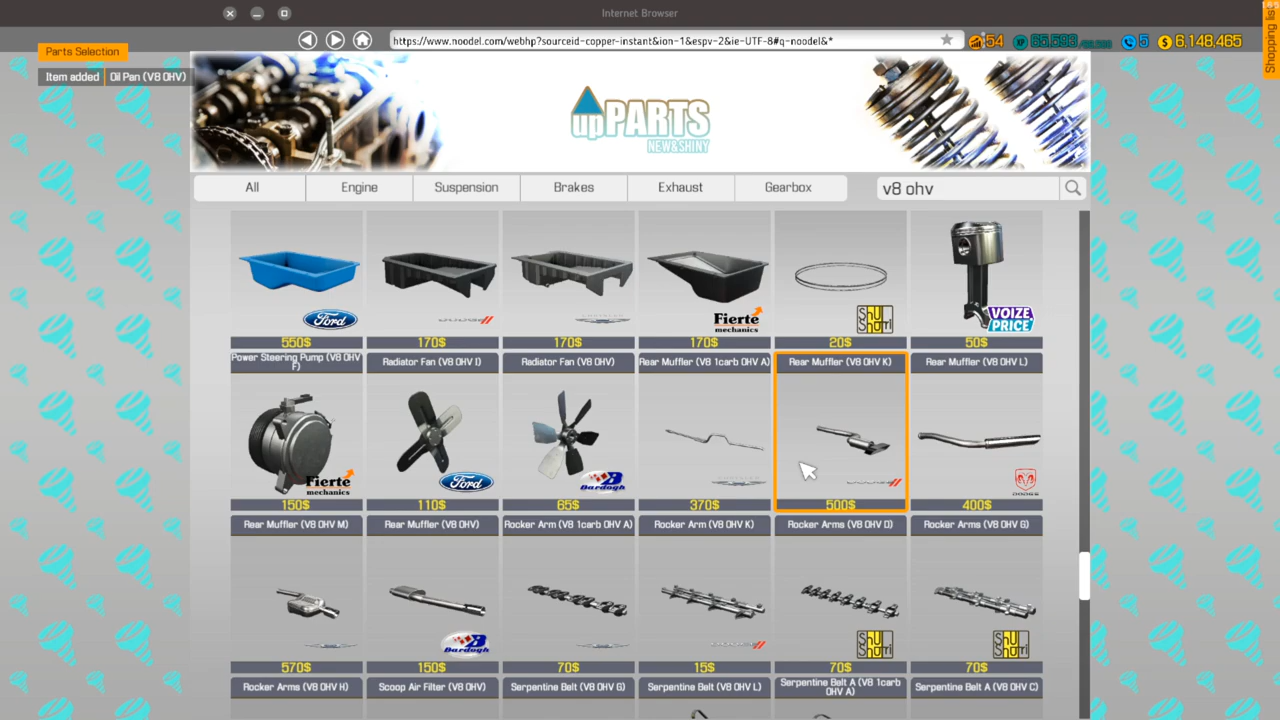 Internet Browser
https://www.noodel.com/webhp?sourceid-copper-instant&ion-1&espv-2&ie-UTF-8#q-noodel&*
54
5
6,148,465
Shopping list
Parts Selection
Item added
Oil Pan (V8 OHV)
upPARTS
NEW&SHINY
All
Engine
Suspension
Brakes
Exhaust
Gearbox
v8 ohv
Ford
Fierte mechanics
VOIZE PRICE
550$
170$
170$
170$
20$
50$
Power Steering Pump (V8 OHV F)
Radiator Fan (V8 OHV I)
Radiator Fan (V8 OHV)
Rear Muffler (V8 1carb OHV A)
Rear Muffler (V8 OHV K)
Rear Muffler (V8 OHV L)
Fierte mechanics
Ford
Bardogh
DODGE
150$
110$
65$
370$
500$
400$
Rear Muffler (V8 OHV M)
Rear Muffler (V8 OHV)
Rocker Arm (V8 1carb OHV A)
Rocker Arm (V8 OHV K)
Rocker Arms (V8 OHV D)
Rocker Arms (V8 OHV G)
Bardogh
570$
150$
70$
15$
70$
70$
Rocker Arms (V8 OHV H)
Scoop Air Filter (V8 OHV)
Serpentine Belt (V8 OHV G)
Serpentine Belt (V8 OHV L)
Serpentine Belt A (V8 1carb OHV A)
Serpentine Belt A (V8 OHV C)